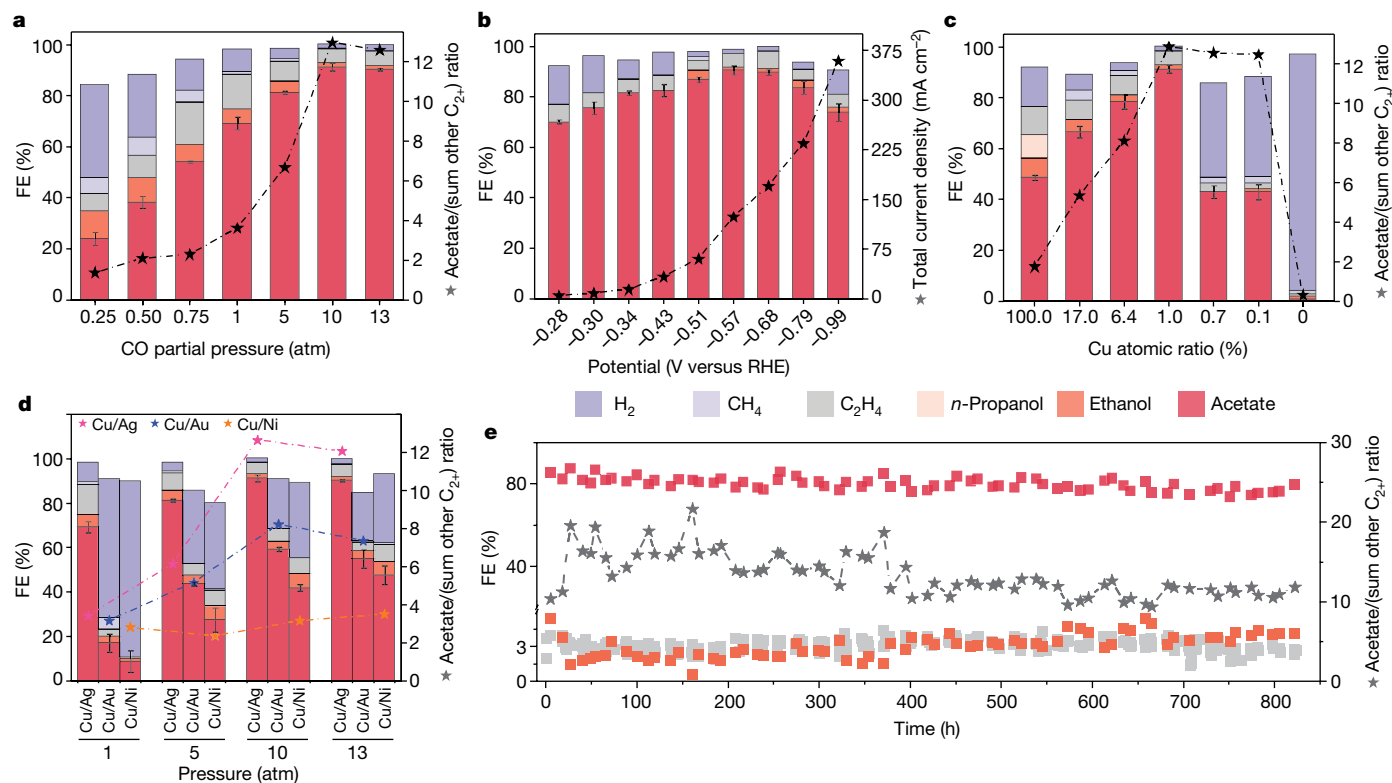 a
100
80
60
40
20
0
FE (%)
12
10
8
6
4
2
0
Acetate/(sum other C₂₊) ratio
0.25 0.50 0.75 1 5 10 13
CO partial pressure (atm)
b
100
80
60
40
20
0
FE (%)
375
300
225
150
75
0
Total current density (mA cm⁻²)
–0.28 –0.30 –0.34 –0.43 –0.51 –0.57 –0.68 –0.79 –0.99
Potential (V versus RHE)
c
100
80
60
40
20
0
FE (%)
12
10
8
6
4
2
0
Acetate/(sum other C₂₊) ratio
100.0 17.0 6.4 1.0 0.7 0.1 0
Cu atomic ratio (%)
H₂ CH₄ C₂H₄ n-Propanol Ethanol Acetate
d
Cu/Ag Cu/Au Cu/Ni
100
80
60
40
20
0
FE (%)
12
10
8
6
4
2
0
Acetate/(sum other C₂₊) ratio
Cu/Ag Cu/Au Cu/Ni Cu/Ag Cu/Au Cu/Ni Cu/Ag Cu/Au Cu/Ni Cu/Ag Cu/Au Cu/Ni
1 5 10 13
Pressure (atm)
e
80
40
3
0
FE (%)
30
20
10
0
Acetate/(sum other C₂₊) ratio
0 100 200 300 400 500 600 700 800
Time (h)